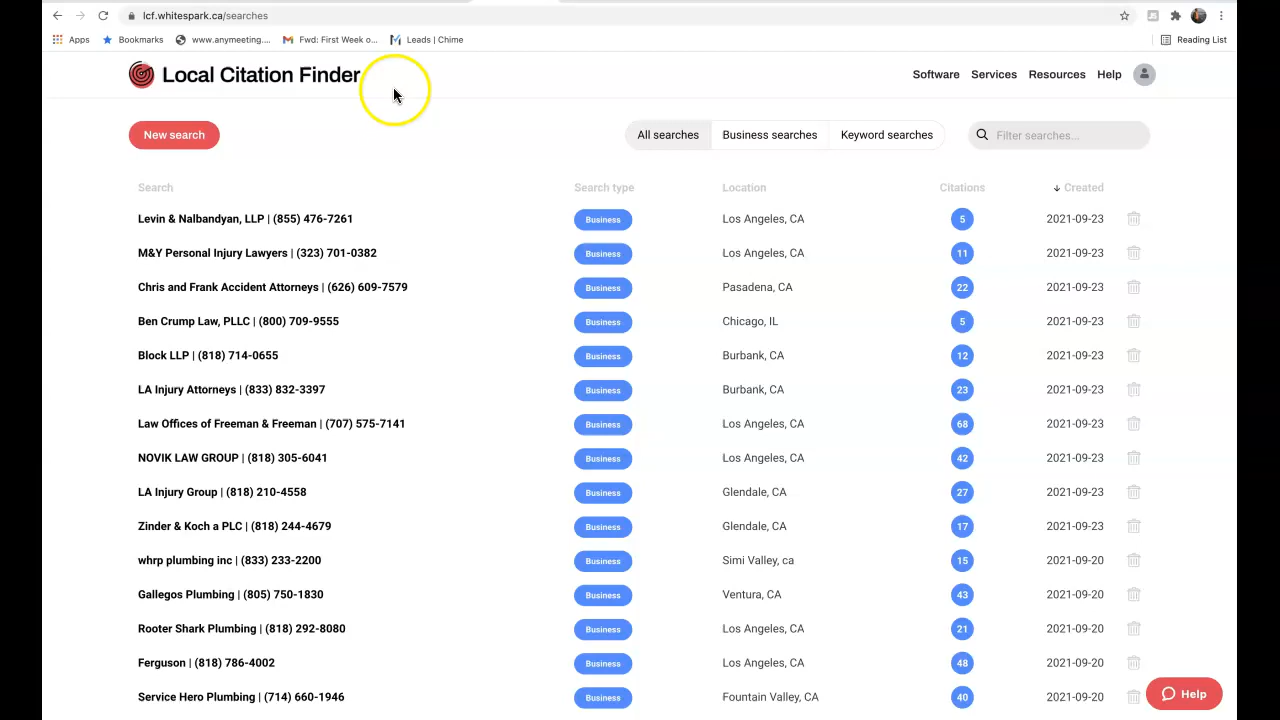 lcf.whitespark.ca/searches
Apps Bookmarks www.anymeeting.... Fwd: First Week o... Leads | Chime Reading List
Local Citation Finder Software Services Resources Help
New search All searches Business searches Keyword searches Filter searches...
Search Search type Location Citations Created
Levin & Nalbandyan, LLP | (855) 476-7261 Business Los Angeles, CA 5 2021-09-23
M&Y Personal Injury Lawyers | (323) 701-0382 Business Los Angeles, CA 11 2021-09-23
Chris and Frank Accident Attorneys | (626) 609-7579 Business Pasadena, CA 22 2021-09-23
Ben Crump Law, PLLC | (800) 709-9555 Business Chicago, IL 5 2021-09-23
Block LLP | (818) 714-0655 Business Burbank, CA 12 2021-09-23
LA Injury Attorneys | (833) 832-3397 Business Burbank, CA 23 2021-09-23
Law Offices of Freeman & Freeman | (707) 575-7141 Business Los Angeles, CA 68 2021-09-23
NOVIK LAW GROUP | (818) 305-6041 Business Los Angeles, CA 42 2021-09-23
LA Injury Group | (818) 210-4558 Business Glendale, CA 27 2021-09-23
Zinder & Koch a PLC | (818) 244-4679 Business Glendale, CA 17 2021-09-23
whrp plumbing inc | (833) 233-2200 Business Simi Valley, ca 15 2021-09-20
Gallegos Plumbing | (805) 750-1830 Business Ventura, CA 43 2021-09-20
Rooter Shark Plumbing | (818) 292-8080 Business Los Angeles, CA 21 2021-09-20
Ferguson | (818) 786-4002 Business Los Angeles, CA 48 2021-09-20
Service Hero Plumbing | (714) 660-1946 Business Fountain Valley, CA 40 2021-09-20
Help